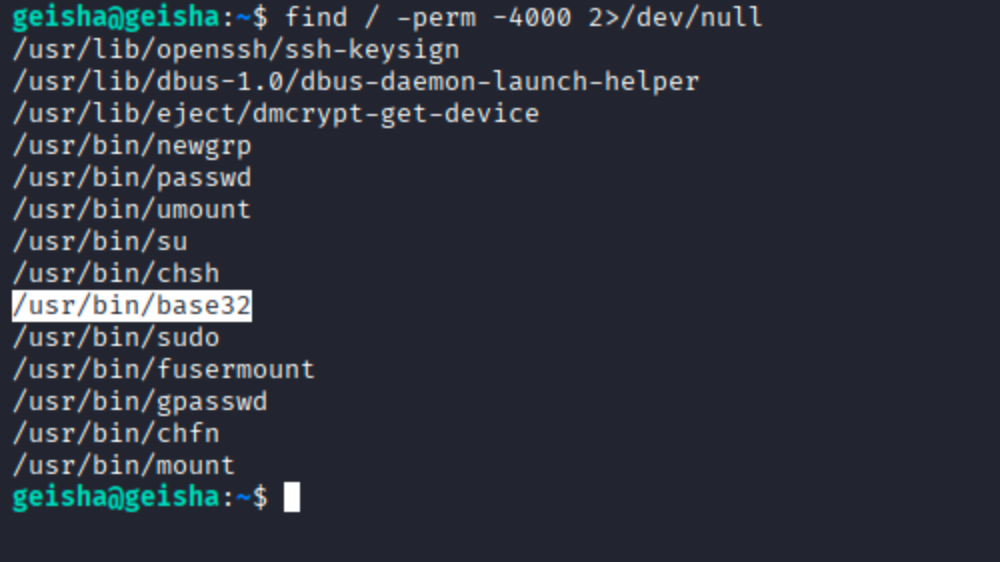 geisha@geisha:~$ find / -perm -4000 2>/dev/null
/usr/lib/openssh/ssh-keysign
/usr/lib/dbus-1.0/dbus-daemon-launch-helper
/usr/lib/eject/dmcrypt-get-device
/usr/bin/newgrp
/usr/bin/passwd
/usr/bin/umount
/usr/bin/su
/usr/bin/chsh
/usr/bin/base32
/usr/bin/sudo
/usr/bin/fusermount
/usr/bin/gpasswd
/usr/bin/chfn
/usr/bin/mount
geisha@geisha:~$